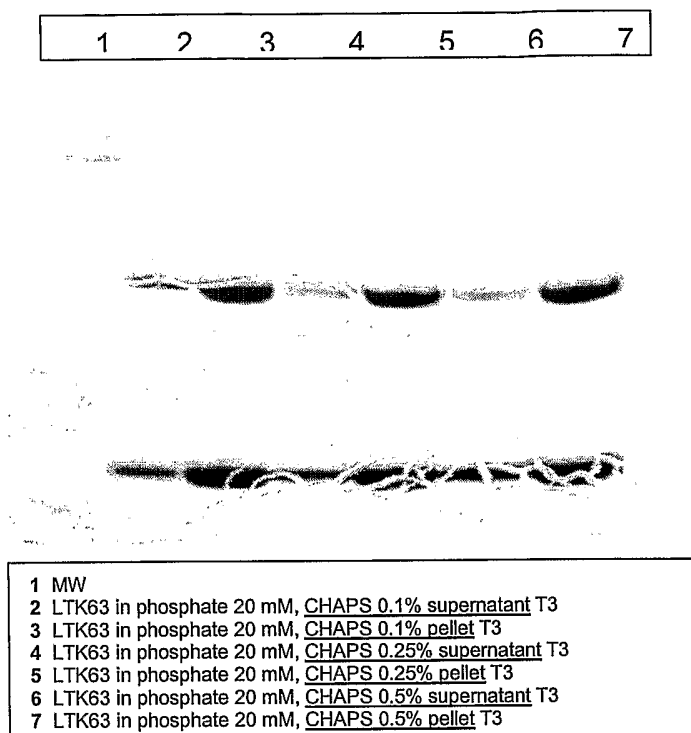 1 2 3 4 5 6 7
1 MW
2 LTK63 in phosphate 20 mM, CHAPS 0.1% supernatant T3
3 LTK63 in phosphate 20 mM, CHAPS 0.1% pellet T3
4 LTK63 in phosphate 20 mM, CHAPS 0.25% supernatant T3
5 LTK63 in phosphate 20 mM, CHAPS 0.25% pellet T3
6 LTK63 in phosphate 20 mM, CHAPS 0.5% supernatant T3
7 LTK63 in phosphate 20 mM, CHAPS 0.5% pellet T3